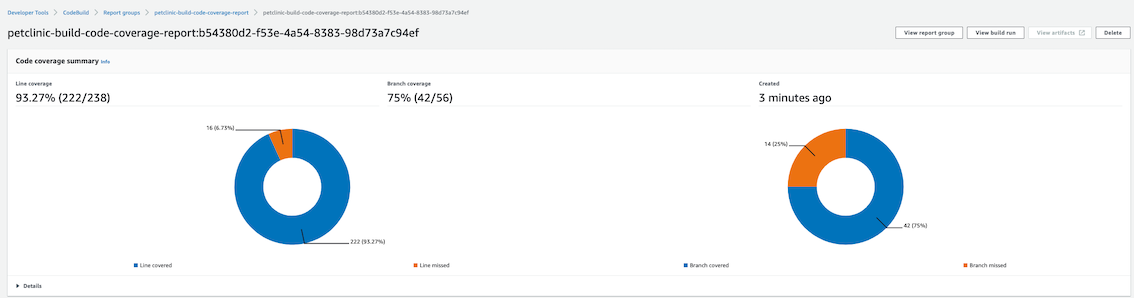 Developer Tools > CodeBuild > Report groups > petclinic-build-code-coverage-report > petclinic-build-code-coverage-report:b54380d2-f53e-4a54-8383-98d73a7c94ef
petclinic-build-code-coverage-report:b54380d2-f53e-4a54-8383-98d73a7c94ef
View report group View build run View artifacts Delete
Code coverage summary Info
Line coverage Branch coverage Created
93.27% (222/238) 75% (42/56) 3 minutes ago
16 (6.73%)
222 (93.27%)
14 (25%)
42 (75%)
Line covered Line missed Branch covered Branch missed
Details